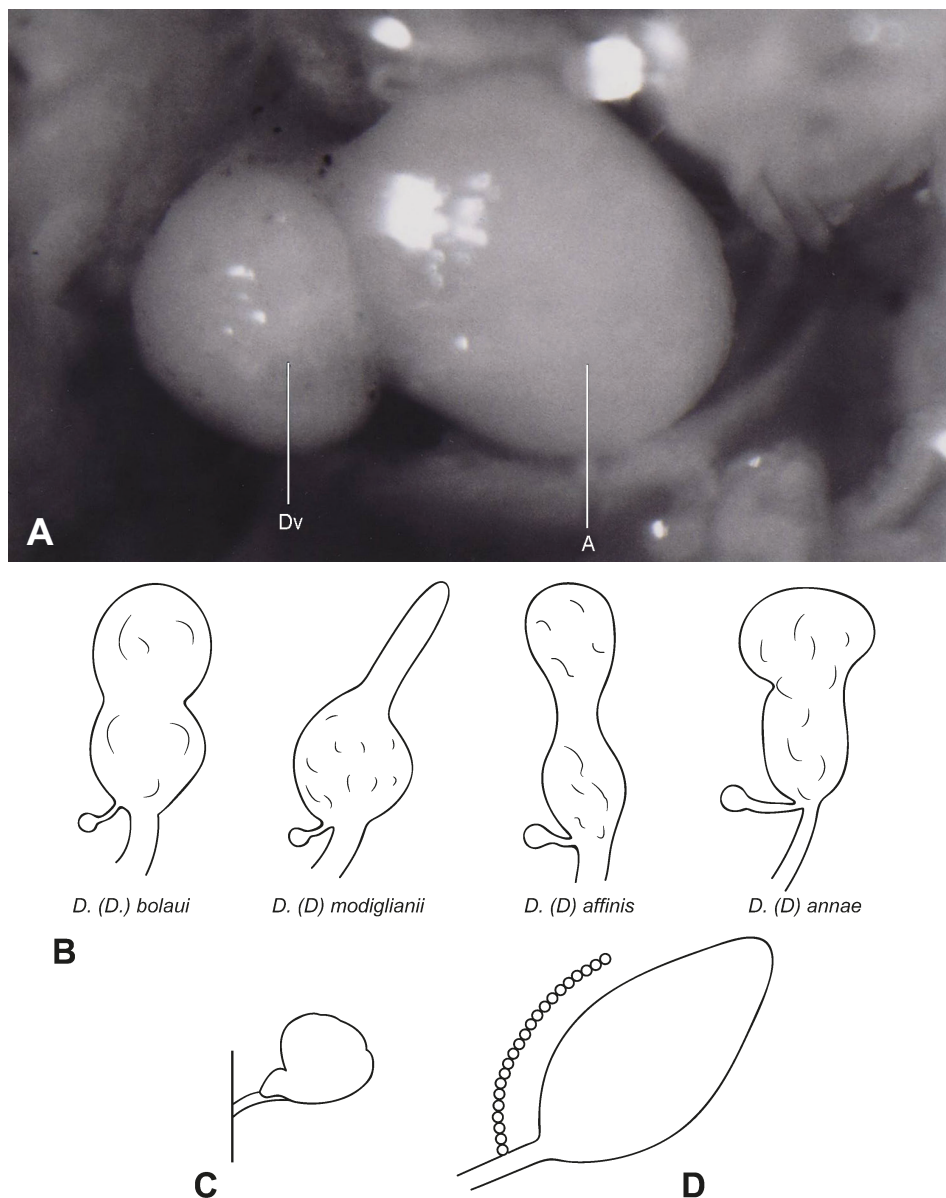 Dv
A
A
D. (D.) bolaui
D. (D) modiglianii
D. (D) affinis
D. (D) annae
B
C
D